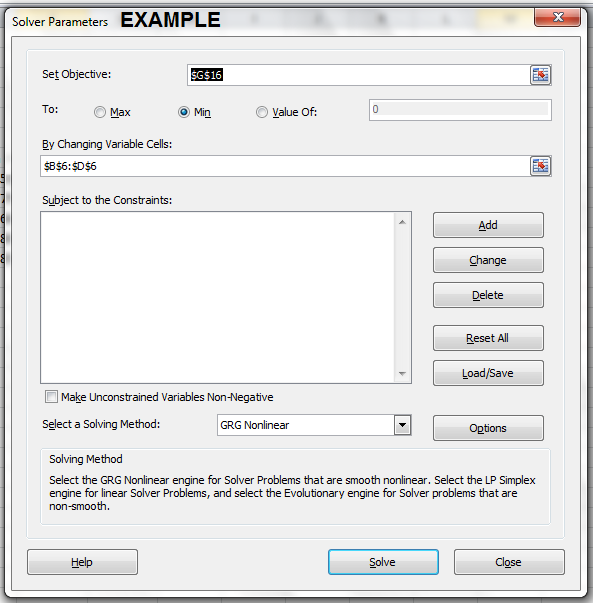 Solver Parameters EXAMPLE
Set Objective: $G$16
To: Max Min Value Of: 0
By Changing Variable Cells:
$B$6:$D$6
Subject to the Constraints:
Add
Change
Delete
Reset All
Load/Save
Make Unconstrained Variables Non-Negative
Select a Solving Method: GRG Nonlinear Options
Solving Method
Select the GRG Nonlinear engine for Solver Problems that are smooth nonlinear. Select the LP Simplex
engine for linear Solver Problems, and select the Evolutionary engine for Solver problems that are
non-smooth.
Help Solve Close